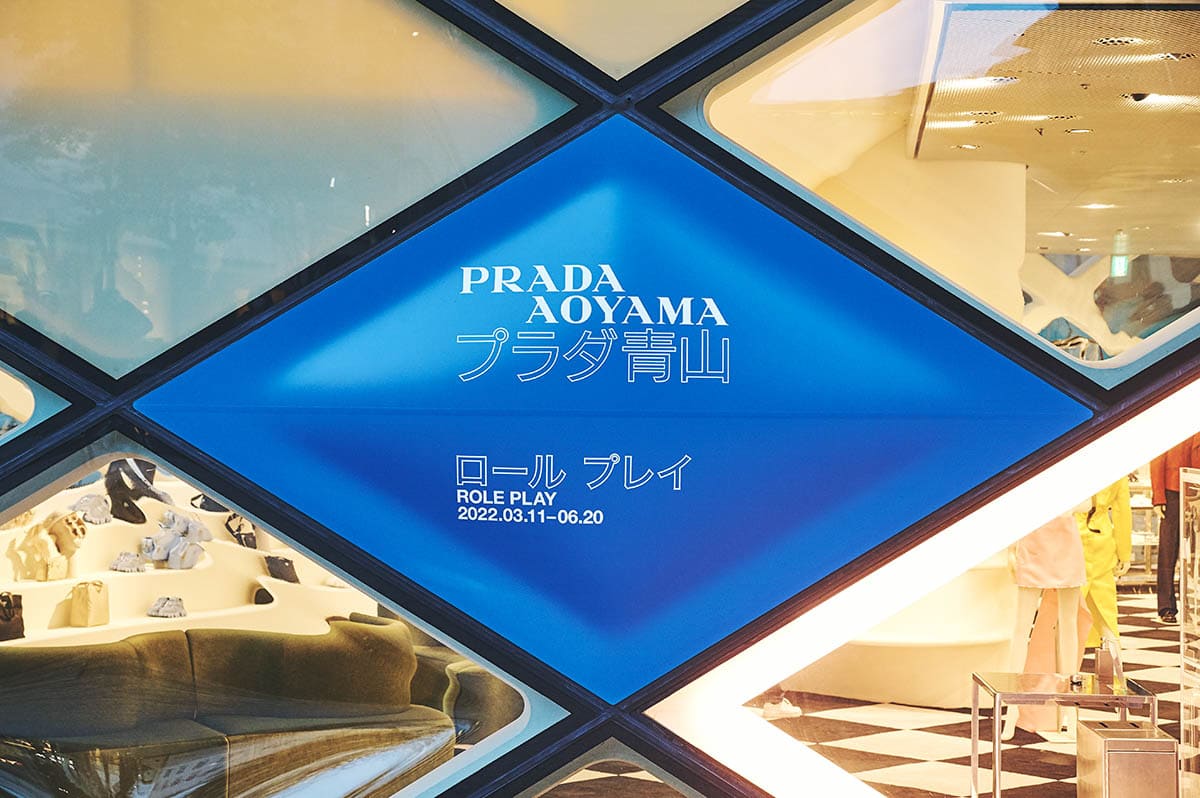 PRADA
AOYAMA
プラダ青山
ロール プレイ
ROLE PLAY
2022.03.11–06.20